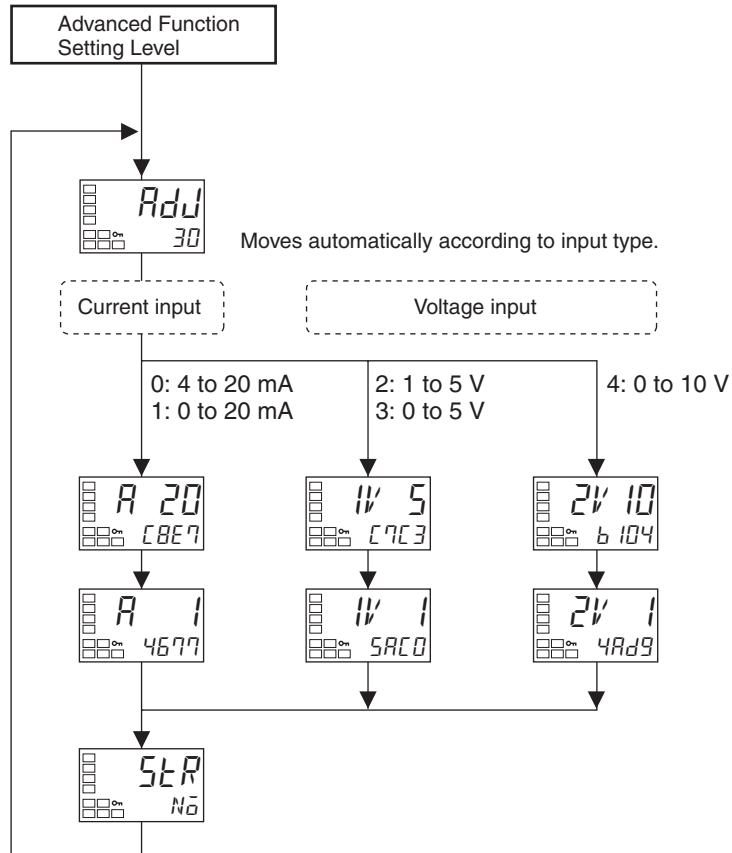 Advanced Function
Setting Level
AdJ
30
Moves automatically according to input type.
Current input
Voltage input
0: 4 to 20 mA
1: 0 to 20 mA
2: 1 to 5 V
3: 0 to 5 V
4: 0 to 10 V
A 20
C8E7
1V 5
C7C3
2V 10
b104
A 1
4677
1V 1
SAC0
2V 1
4Ad9
StR
No